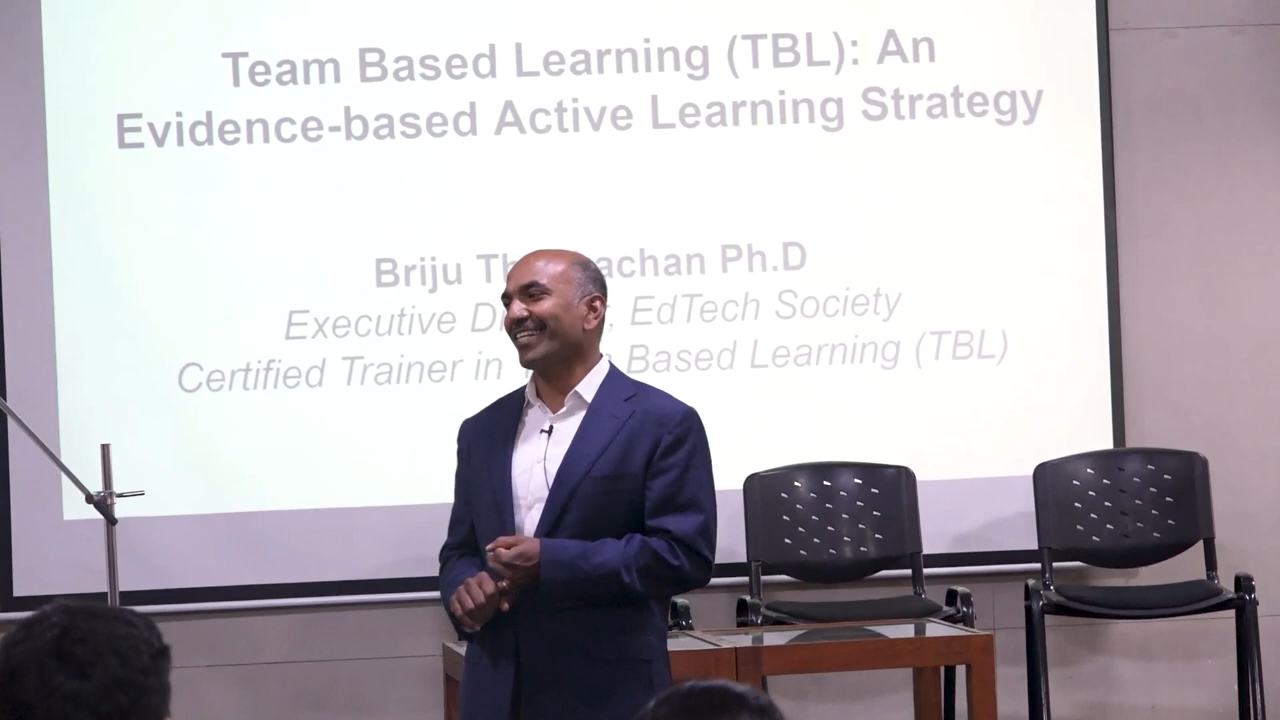 Team Based Learning (TBL): An
Evidence-based Active Learning Strategy
Briju Ph.D
Executive EdTech Society
Certified Trainer in Based Learning (TBL)